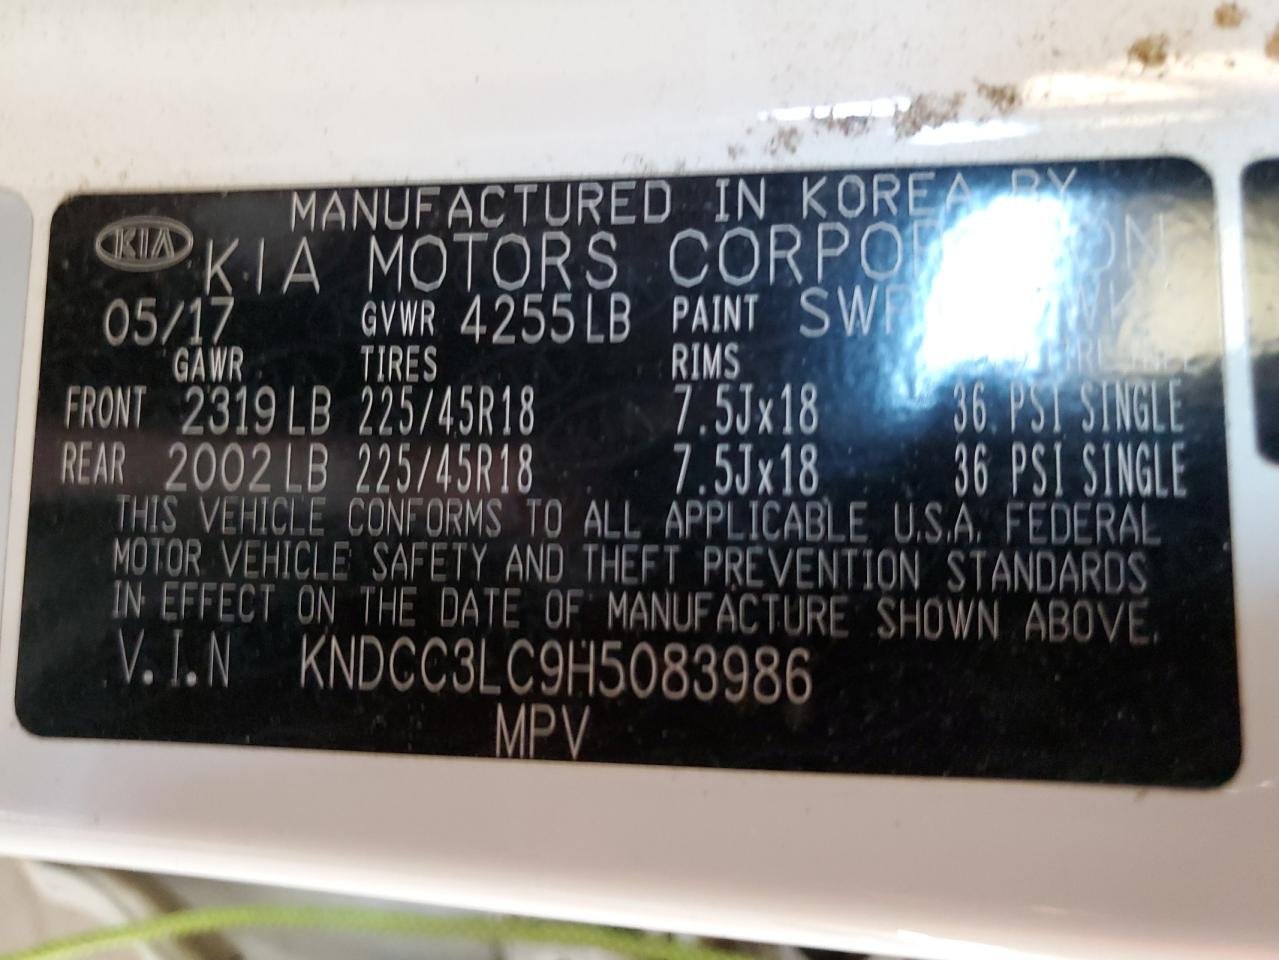 MANUFACTURED IN KOREA BY
KIA KIA MOTORS CORPORATION
05/17 GVWR 4255LB PAINT
GAWR TIRES RIMS
FRONT 2319LB 225/45R18 7.5Jx18 36 PSI SINGLE
REAR 2002LB 225/45R18 7.5Jx18 36 PSI SINGLE
THIS VEHICLE CONFORMS TO ALL APPLICABLE U.S.A. FEDERAL
MOTOR VEHICLE SAFETY AND THEFT PREVENTION STANDARDS
IN EFFECT ON THE DATE OF MANUFACTURE SHOWN ABOVE.
V.I.N KNDCC3LC9H5083986
MPV